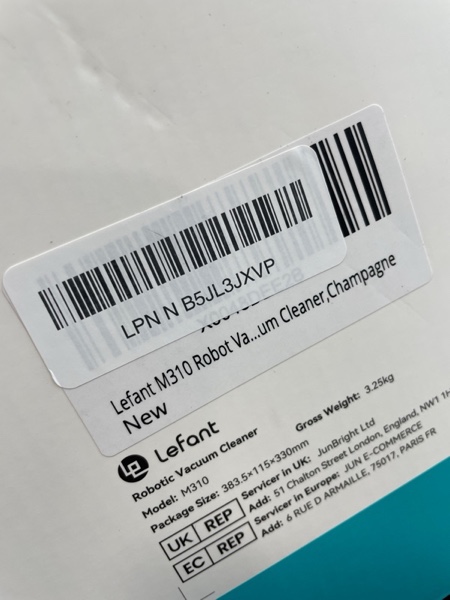 LPN N B5JL3JXVP
Lefant M310 Robot Va...um Cleaner,Champagne
New
Lefant
Robotic Vacuum Cleaner
Model: M310
Gross Weight: 3.25kg
Package Size: 383.5×115×330mm
UK REP
Servicer in UK: JunBright Ltd
Add: 51 Chalton Street London, England, NW1 1H
EC REP
Servicer in Europe: JUN E-COMMERCE
Add: 6 RUE D ARMAILLE, 75017, PARIS FR